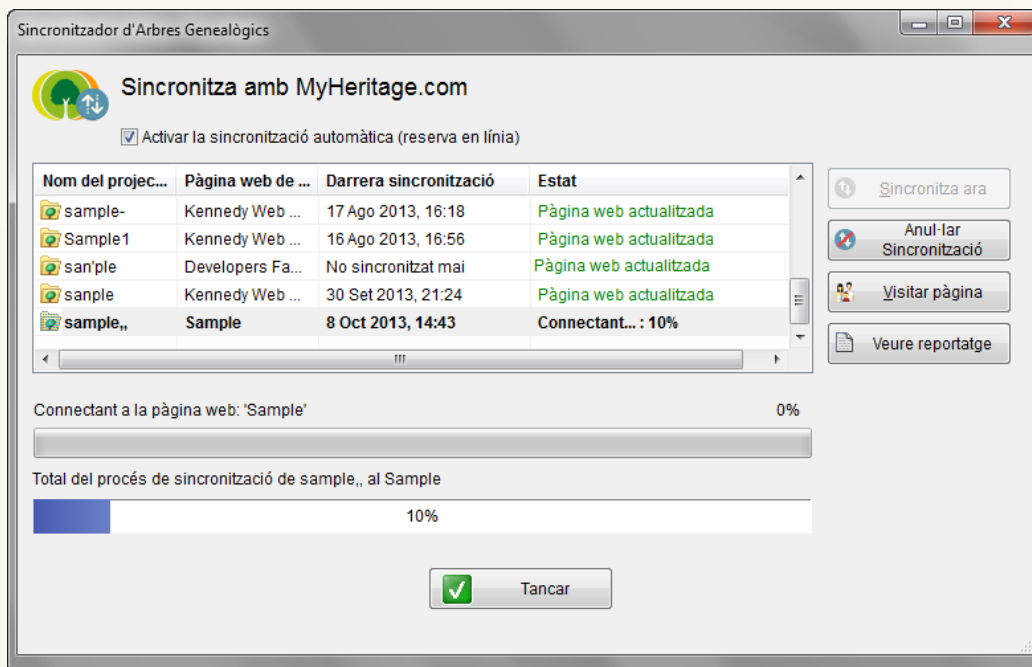 Sincronitzador d'Arbres Genealògics
Sincronitza amb MyHeritage.com
Activar la sincronització automàtica (reserva en línia)
Nom del projec... Pàgina web de ... Darrera sincronització Estat
sample- Kennedy Web ... 17 Ago 2013, 16:18 Pàgina web actualitzada
Sample1 Kennedy Web ... 16 Ago 2013, 16:56 Pàgina web actualitzada
san'ple Developers Fa... No sincronitzat mai Pàgina web actualitzada
sanple Kennedy Web ... 30 Set 2013, 21:24 Pàgina web actualitzada
sample,, Sample 8 Oct 2013, 14:43 Connectant... : 10%
Sincronitza ara
Anul·lar
Sincronització
Visitar pàgina
Veure reportatge
Connectant a la pàgina web: 'Sample' 0%
Total del procés de sincronització de sample,, al Sample
10%
Tancar